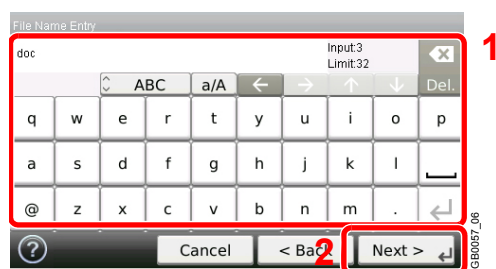 File Name Entry
1
doc
Input:3
Limit:32
ABC a/A Del.
q w e r t y u i o p
a s d f g h j k l
@ z x c v b n m .
? Cancel < Back 2 Next >
GB0057_06